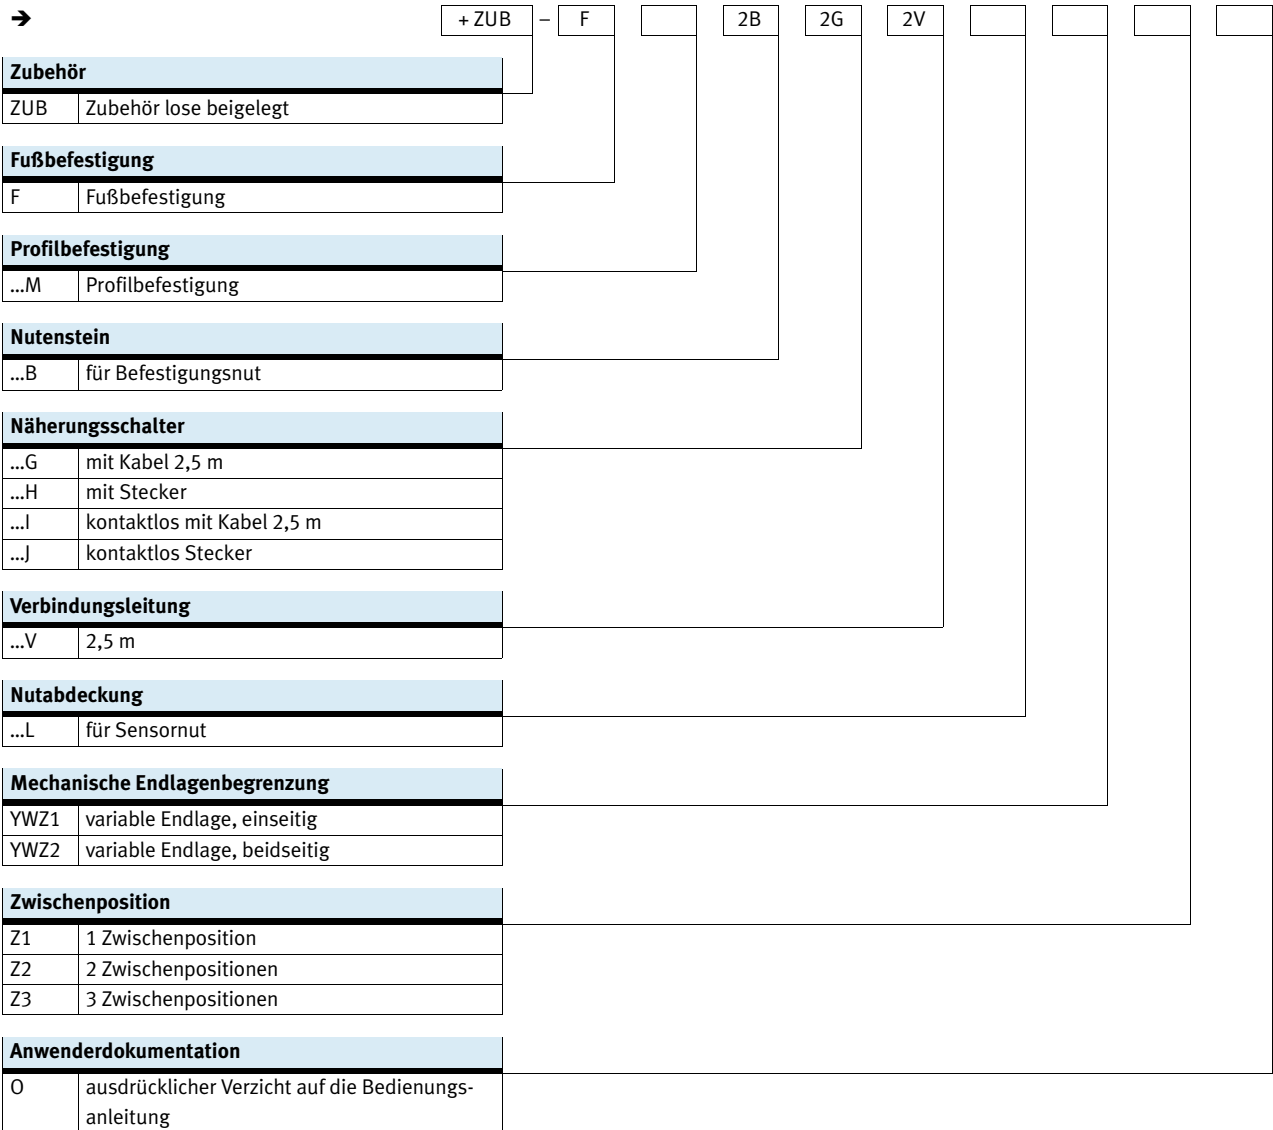 ➔ + ZUB – F 2B 2G 2V
Zubehör
ZUB Zubehör lose beigelegt
Fußbefestigung
F Fußbefestigung
Profilbefestigung
...M Profilbefestigung
Nutenstein
...B für Befestigungsnut
Näherungsschalter
...G mit Kabel 2,5 m
...H mit Stecker
...I kontaktlos mit Kabel 2,5 m
...J kontaktlos Stecker
Verbindungsleitung
...V 2,5 m
Nutabdeckung
...L für Sensornut
Mechanische Endlagenbegrenzung
YWZ1 variable Endlage, einseitig
YWZ2 variable Endlage, beidseitig
Zwischenposition
Z1 1 Zwischenposition
Z2 2 Zwischenpositionen
Z3 3 Zwischenpositionen
Anwenderdokumentation
O ausdrücklicher Verzicht auf die Bedienungs-
anleitung